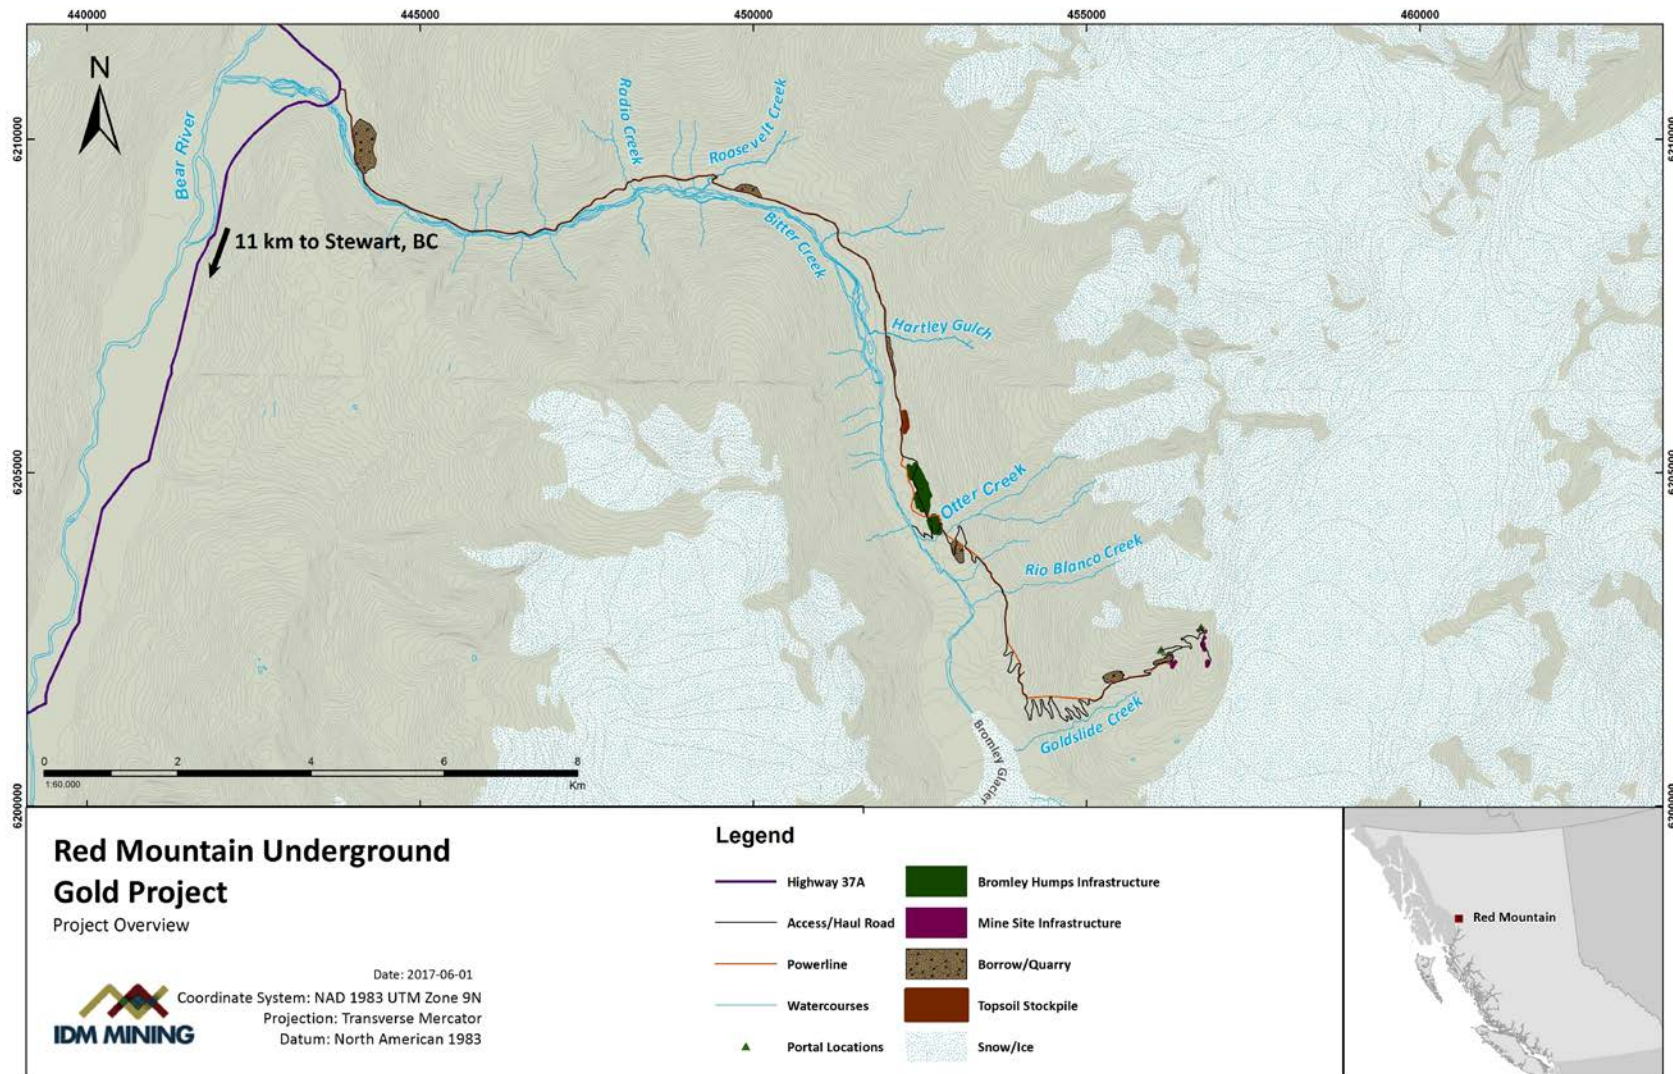 440000
445000
450000
455000
460000
N
6210000
6210000
Bear River
Radio Creek
Roosevelt Creek
11 km to Stewart, BC
Bitter Creek
Hartley Gulch
6205000
6205000
Otter Creek
Rio Blanco Creek
Goldslide Creek
Bromley Glacier
0 2 4 6 8
1:60,000 Km
6200000
6200000
Red Mountain Underground
Gold Project
Project Overview
Date: 2017-06-01
Coordinate System: NAD 1983 UTM Zone 9N
Projection: Transverse Mercator
Datum: North American 1983
IDM MINING
Legend
Highway 37A
Access/Haul Road
Powerline
Watercourses
Portal Locations
Bromley Humps Infrastructure
Mine Site Infrastructure
Borrow/Quarry
Topsoil Stockpile
Snow/Ice
Red Mountain